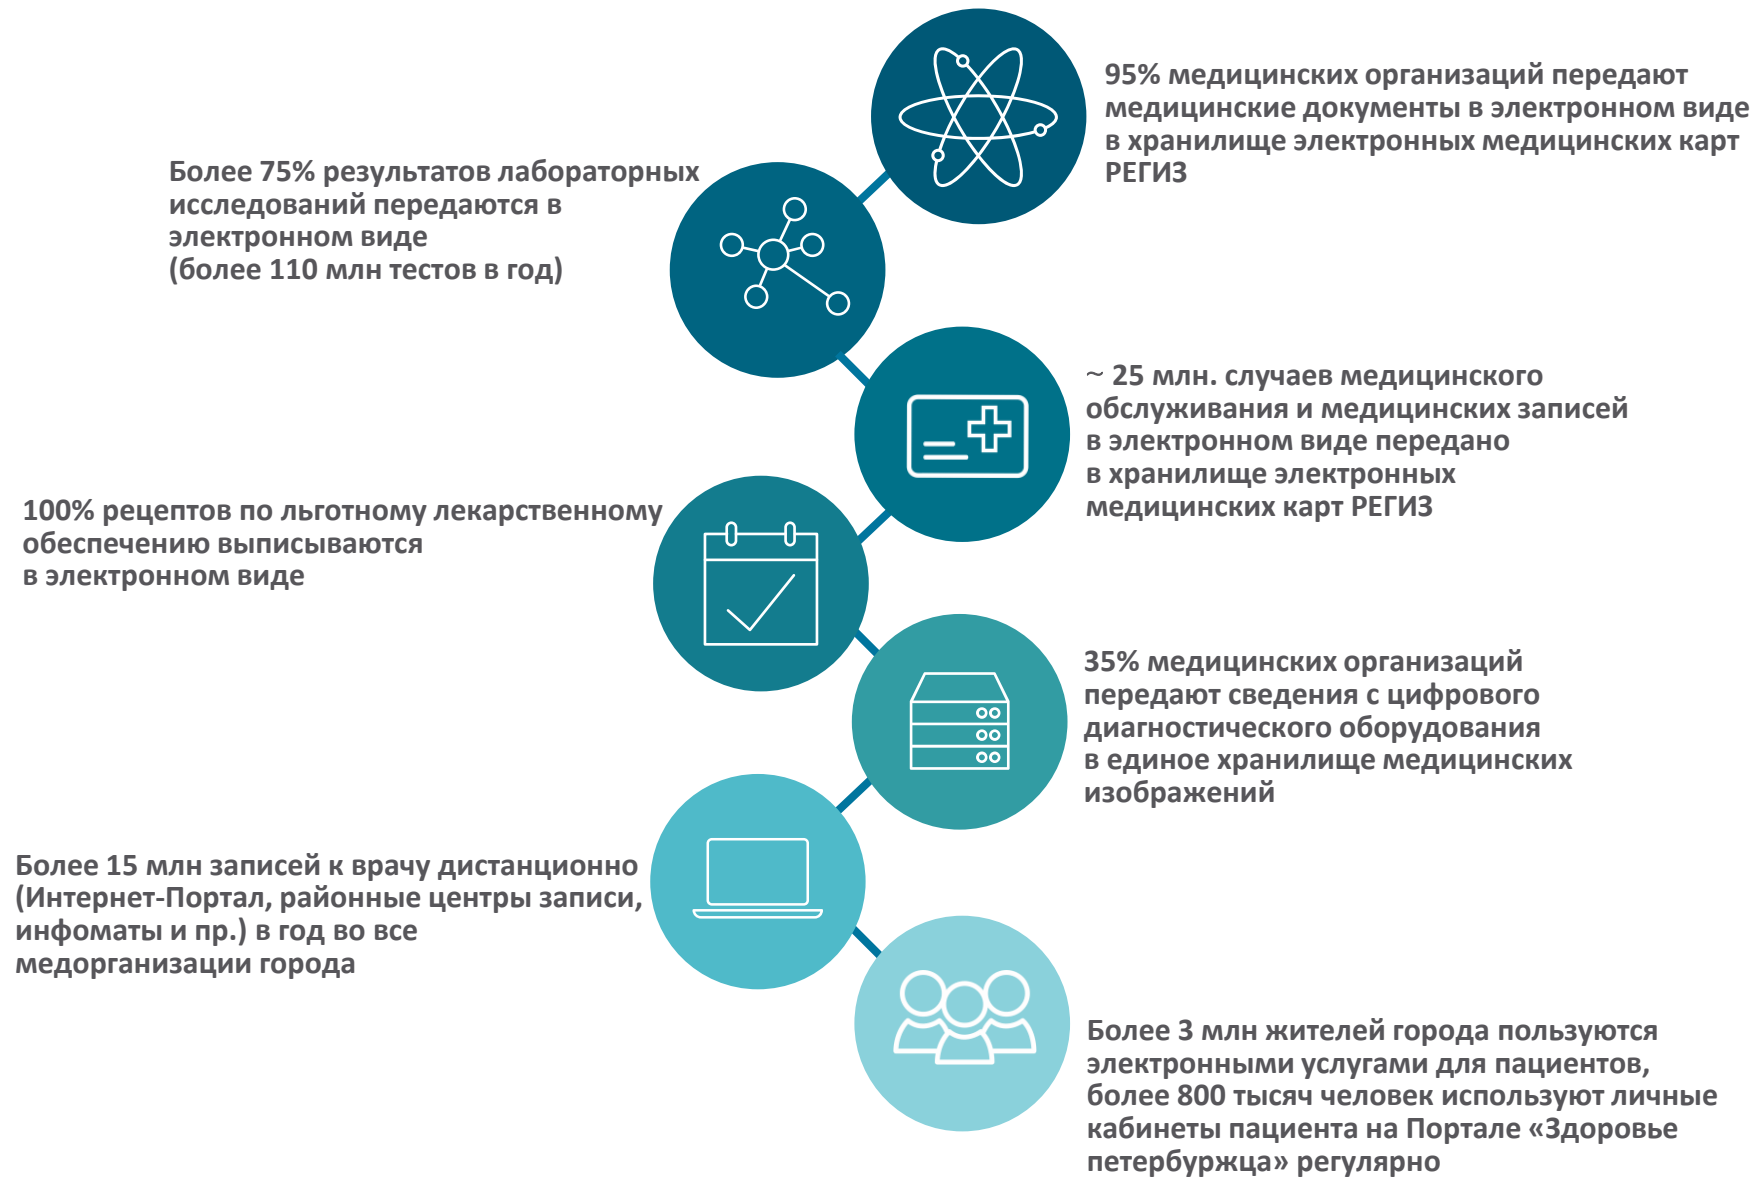 95% медицинских организаций передают
медицинские документы в электронном виде
в хранилище электронных медицинских карт
РЕГИЗ
Более 75% результатов лабораторных
исследований передаются в
электронном виде
(более 110 млн тестов в год)
~ 25 млн. случаев медицинского
обслуживания и медицинских записей
в электронном виде передано
в хранилище электронных
медицинских карт РЕГИЗ
100% рецептов по льготному лекарственному
обеспечению выписываются
в электронном виде
35% медицинских организаций
передают сведения с цифрового
диагностического оборудования
в единое хранилище медицинских
изображений
Более 15 млн записей к врачу дистанционно
(Интернет-Портал, районные центры записи,
инфоматы и пр.) в год во все
медорганизации города
Более 3 млн жителей города пользуются
электронными услугами для пациентов,
более 800 тысяч человек используют личные
кабинеты пациента на Портале «Здоровье
петербуржца» регулярно